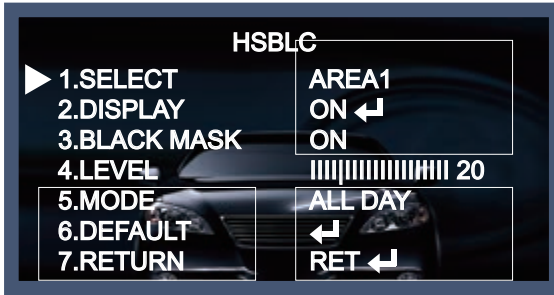 HSBLC
1.SELECT AREA1
2.DISPLAY ON ↵
3.BLACK MASK ON
4.LEVEL 20
5.MODE ALL DAY
6.DEFAULT ↵
7.RETURN RET ↵